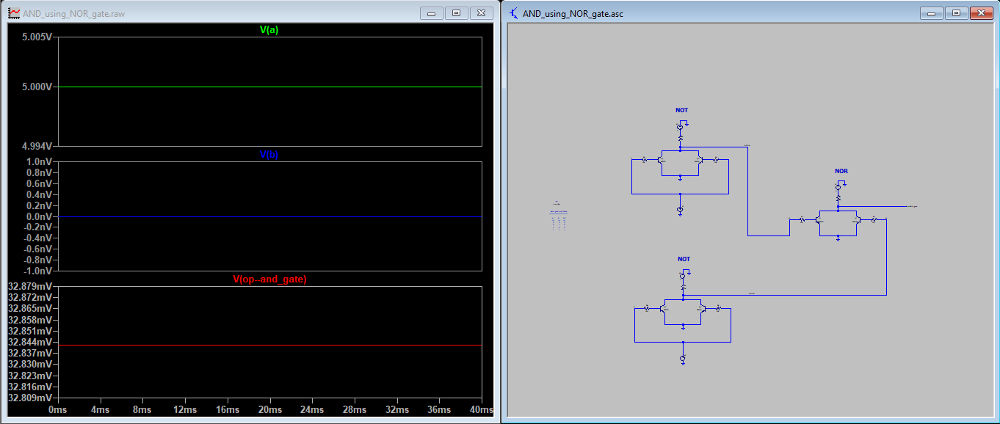 AND_using_NOR_gate.raw
V(a)
5.005V
5.000V
4.994V
V(b)
1.0nV
0.8nV
0.6nV
0.4nV
0.2nV
0.0nV
-0.2nV
-0.4nV
-0.6nV
-0.8nV
-1.0nV
V(op--and_gate)
32.879mV
32.872mV
32.865mV
32.858mV
32.851mV
32.844mV
32.837mV
32.830mV
32.823mV
32.816mV
32.809mV
0ms 4ms 8ms 12ms 16ms 20ms 24ms 28ms 32ms 36ms 40ms
AND_using_NOR_gate.asc
NOT
NOR
NOT